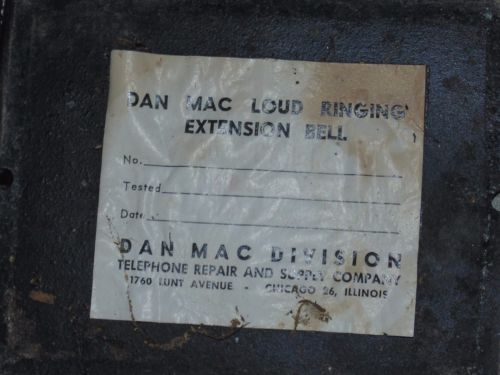 DAN MAC LOUD RINGING
EXTENSION BELL
No.
Tested
Date
DAN MAC DIVISION
TELEPHONE REPAIR AND SUPPLY COMPANY
1760 LUNT AVENUE - CHICAGO 26, ILLINOIS